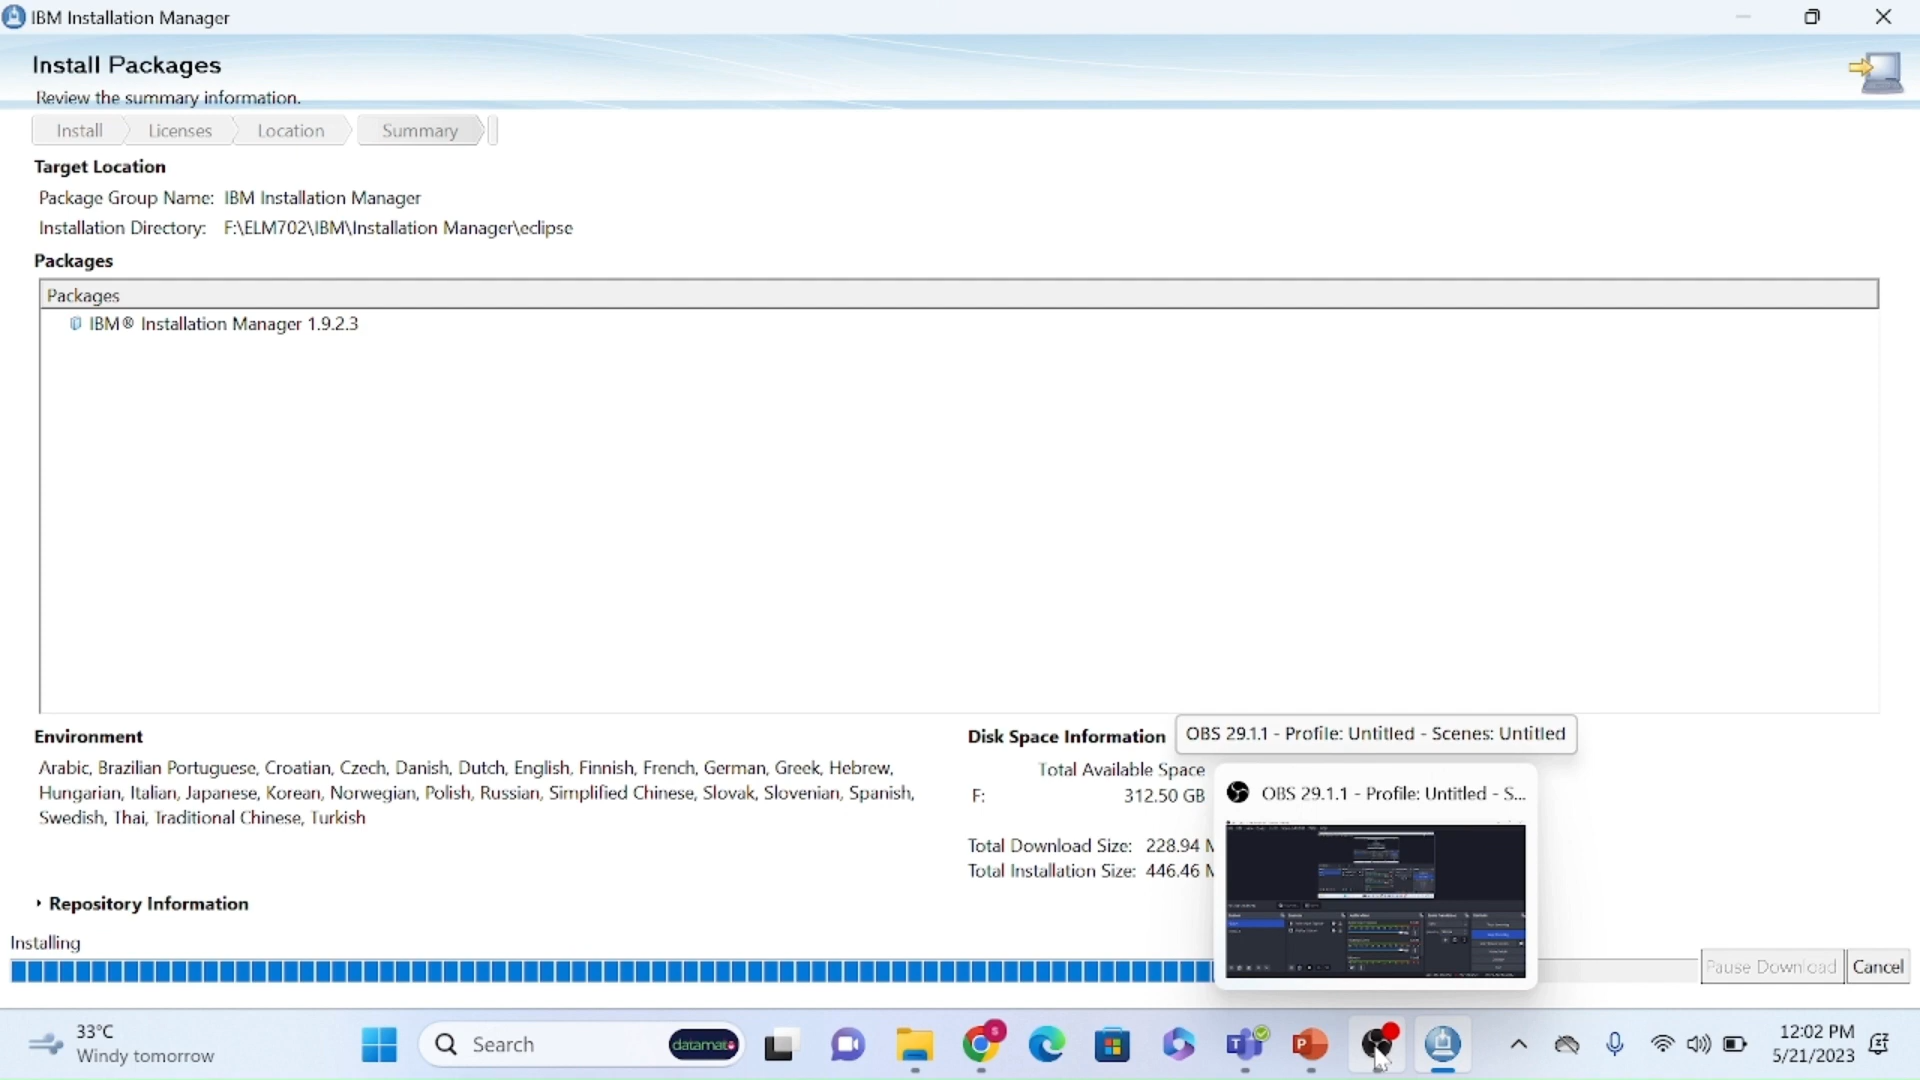 IBM Installation Manager
Install Packages
Review the summary information.
Install Licenses Location Summary
Target Location
Package Group Name: IBM Installation Manager
Installation Directory: F:\ELM702\IBM\Installation Manager\eclipse
Packages
Packages
IBM® Installation Manager 1.9.2.3
Environment
Arabic, Brazilian Portuguese, Croatian, Czech, Danish, Dutch, English, Finnish, French, German, Greek, Hebrew,
Hungarian, Italian, Japanese, Korean, Norwegian, Polish, Russian, Simplified Chinese, Slovak, Slovenian, Spanish,
Swedish, Thai, Traditional Chinese, Turkish
Disk Space Information
Total Available Space
F: 312.50 GB
Total Download Size: 228.94 M
Total Installation Size: 446.46 M
OBS 29.1.1 - Profile: Untitled - Scenes: Untitled
OBS 29.1.1 - Profile: Untitled - S...
Repository Information
Installing
Pause Download Cancel
33°C
Windy tomorrow
Search
datamato
12:02 PM
5/21/2023